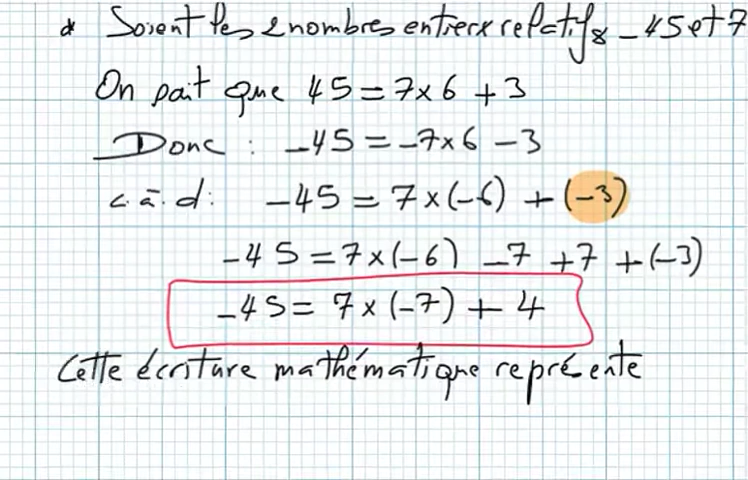 * Soient les 2 nombres entiers relatifs -45 et 7
On sait que 45 = 7 x 6 + 3
Donc : -45 = -7 x 6 - 3
c. à. d: -45 = 7 x (-6) + (-3)
-45 = 7 x (-6) -7 +7 + (-3)
-45 = 7 x (-7) + 4
Cette écriture mathématique représente